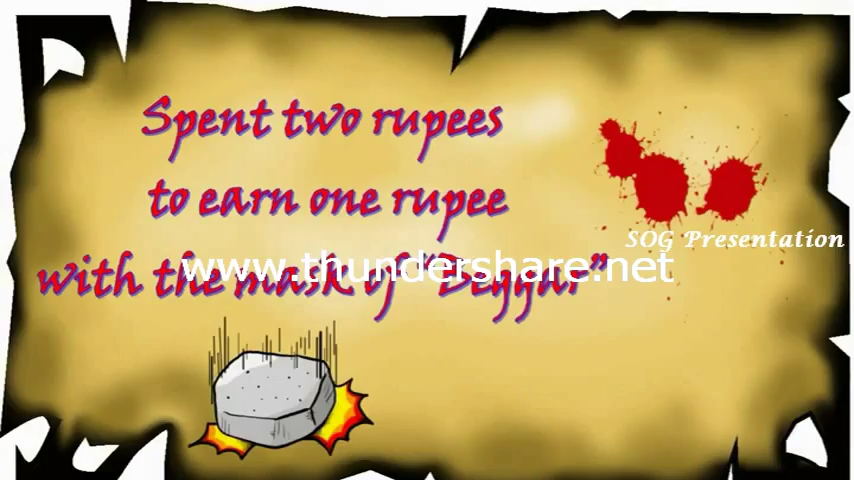 Spent two rupees
to earn one rupee
SOG Presentation
with the mask of "Beggar"
www.thundershare.net